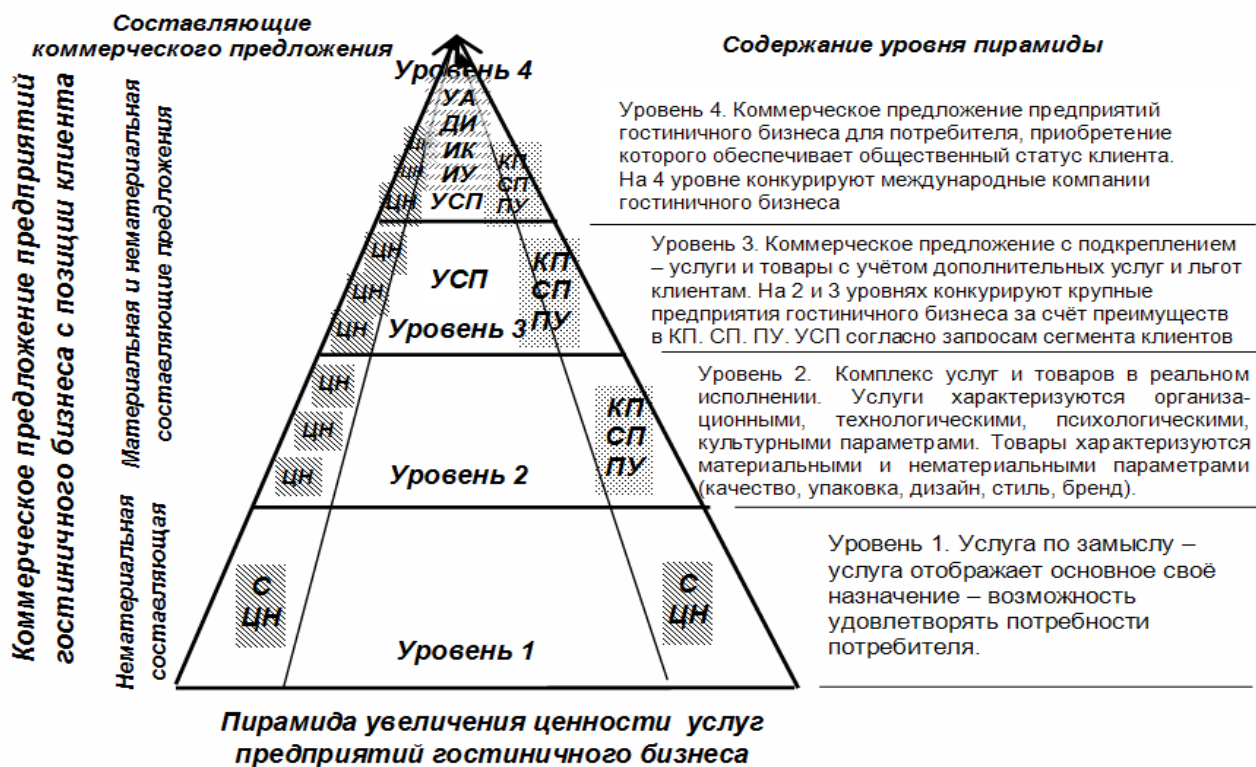 Составляющие
коммерческого предложения
Содержание уровня пирамиды
Коммерческое предложение предприятий
гостиничного бизнеса с позиции клиента
Материальная и нематериальная
составляющие предложения
Нематериальная
составляющая
Уровень 4
УА
ДИ
ИК
ИУ
УСП
ЦН
ЦН
ЦН
КП
СП
ПУ
Уровень 4. Коммерческое предложение предприятий
гостиничного бизнеса для потребителя, приобретение
которого обеспечивает общественный статус клиента.
На 4 уровне конкурируют международные компании
гостиничного бизнеса
ЦН
ЦН
ЦН
УСП
КП
СП
ПУ
Уровень 3
Уровень 3. Коммерческое предложение с подкреплением
– услуги и товары с учётом дополнительных услуг и льгот
клиентам. На 2 и 3 уровнях конкурируют крупные
предприятия гостиничного бизнеса за счёт преимуществ
в КП. СП. ПУ. УСП согласно запросам сегмента клиентов
ЦН
ЦН
ЦН
КП
СП
ПУ
Уровень 2
Уровень 2. Комплекс услуг и товаров в реальном
исполнении. Услуги характеризуются организа-
ционными, технологическими, психологическими,
культурными параметрами. Товары характеризуются
материальными и нематериальными параметрами
(качество, упаковка, дизайн, стиль, бренд).
С
ЦН
С
ЦН
Уровень 1
Уровень 1. Услуга по замыслу –
услуга отображает основное своё
назначение – возможность
удовлетворять потребности
потребителя.
Пирамида увеличения ценности услуг
предприятий гостиничного бизнеса